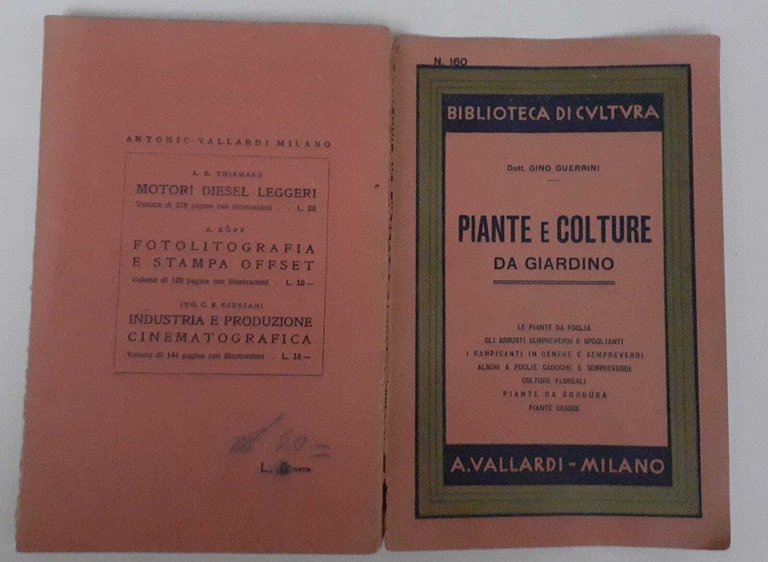 ANTONIO VALLARDI MILANO
A. E. THIEMANN
MOTORI DIESEL LEGGERI
Volume di 378 pagine con illustrazioni . . L. 25
A. KÖPF
FOTOLITOGRAFIA
E STAMPA OFFSET
Volume di 128 pagine con illustrazioni . L. 10 —
ING. C. E. GIUSSANI
INDUSTRIA E PRODUZIONE
CINEMATOGRAFICA
Volume di 144 pagine con illustrazioni . . L. 16 —
20 =
L. nette
N. 160
BIBLIOTECA DI CVLTVRA
Dott. GINO GUERRINI
PIANTE E COLTURE
DA GIARDINO
LE PIANTE DA FOGLIA
GLI ARBUSTI SEMPREVERDI E SPOGLIANTI
I RAMPICANTI IN GENERE E SEMPREVERDI
ALBERI A FOGLIE CADUCHE E SEMPREVERDI
COLTURE FLOREALI
PIANTE DA BORDURA
PIANTE GRASSE
A. VALLARDI - MILANO